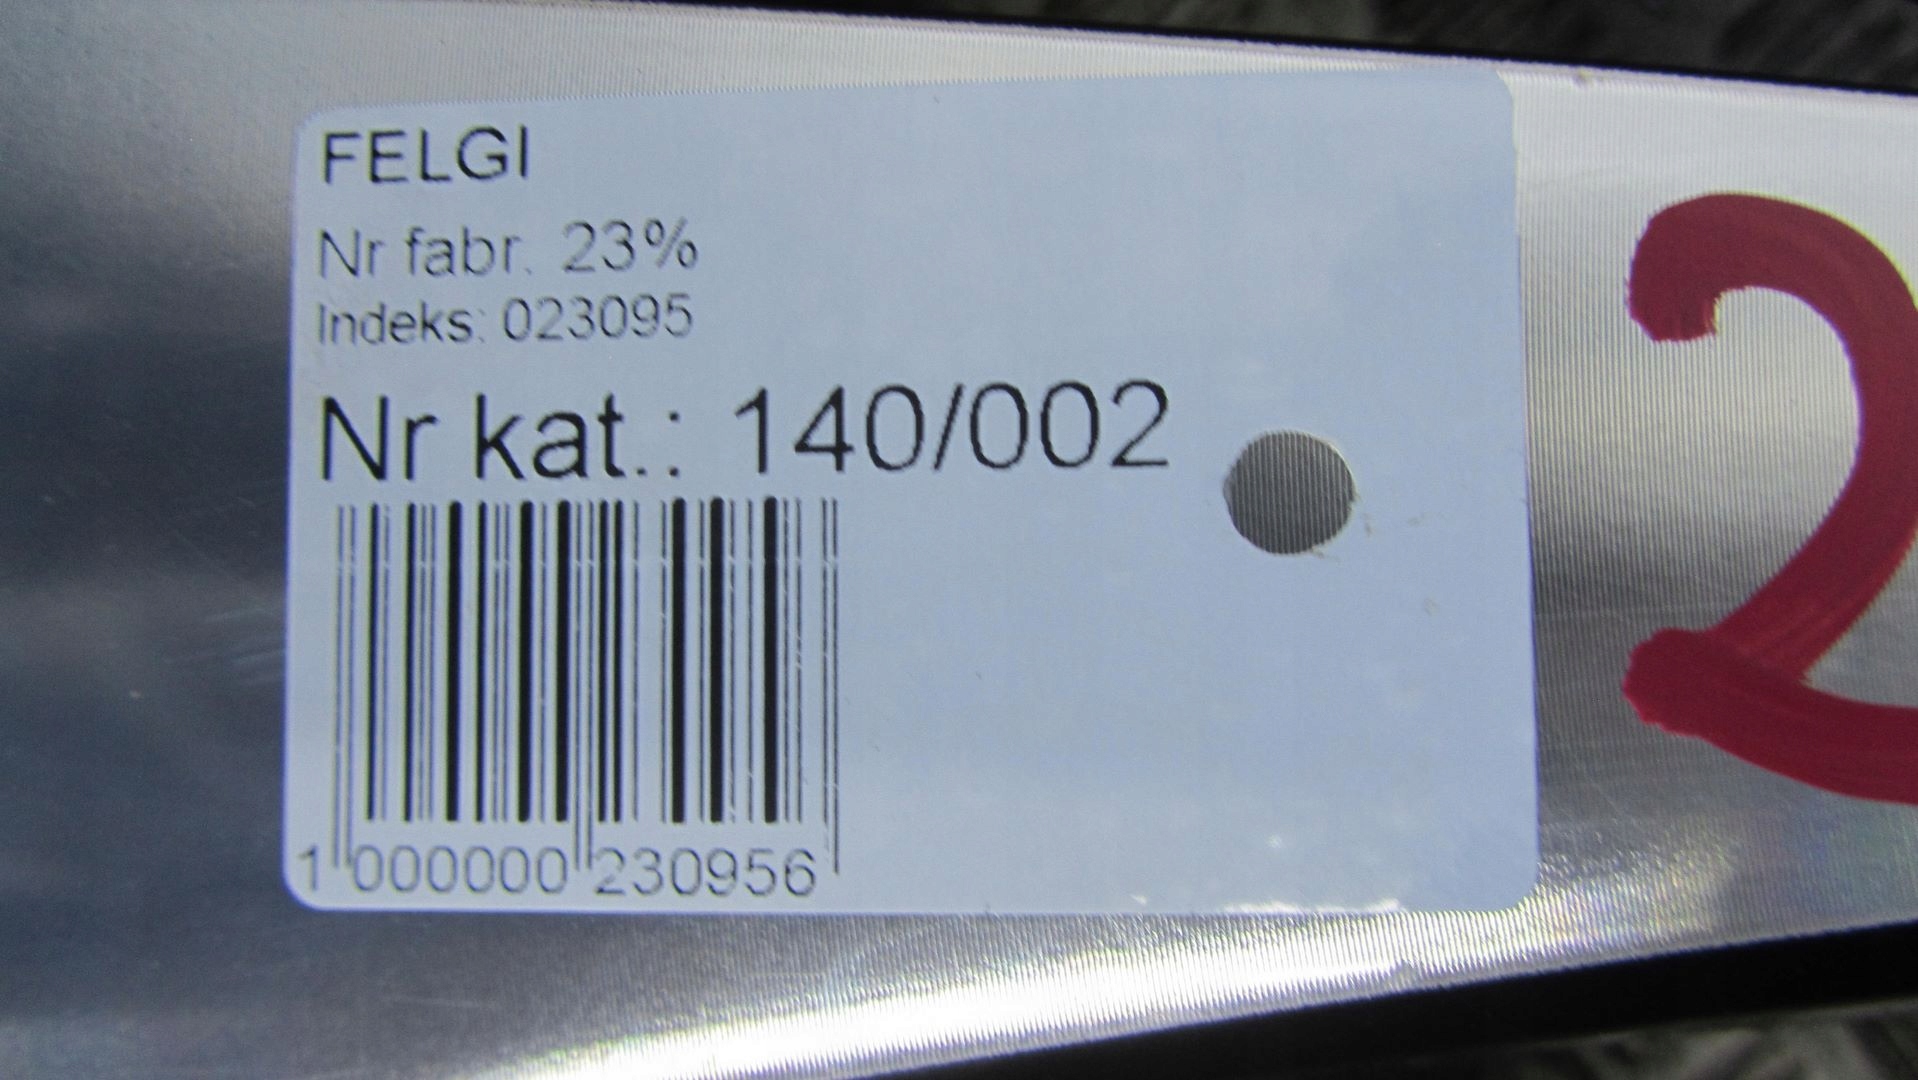 FELGI
Nr fabr. 23%
Indeks: 023095
Nr kat.: 140/002
1 000000 230956
2